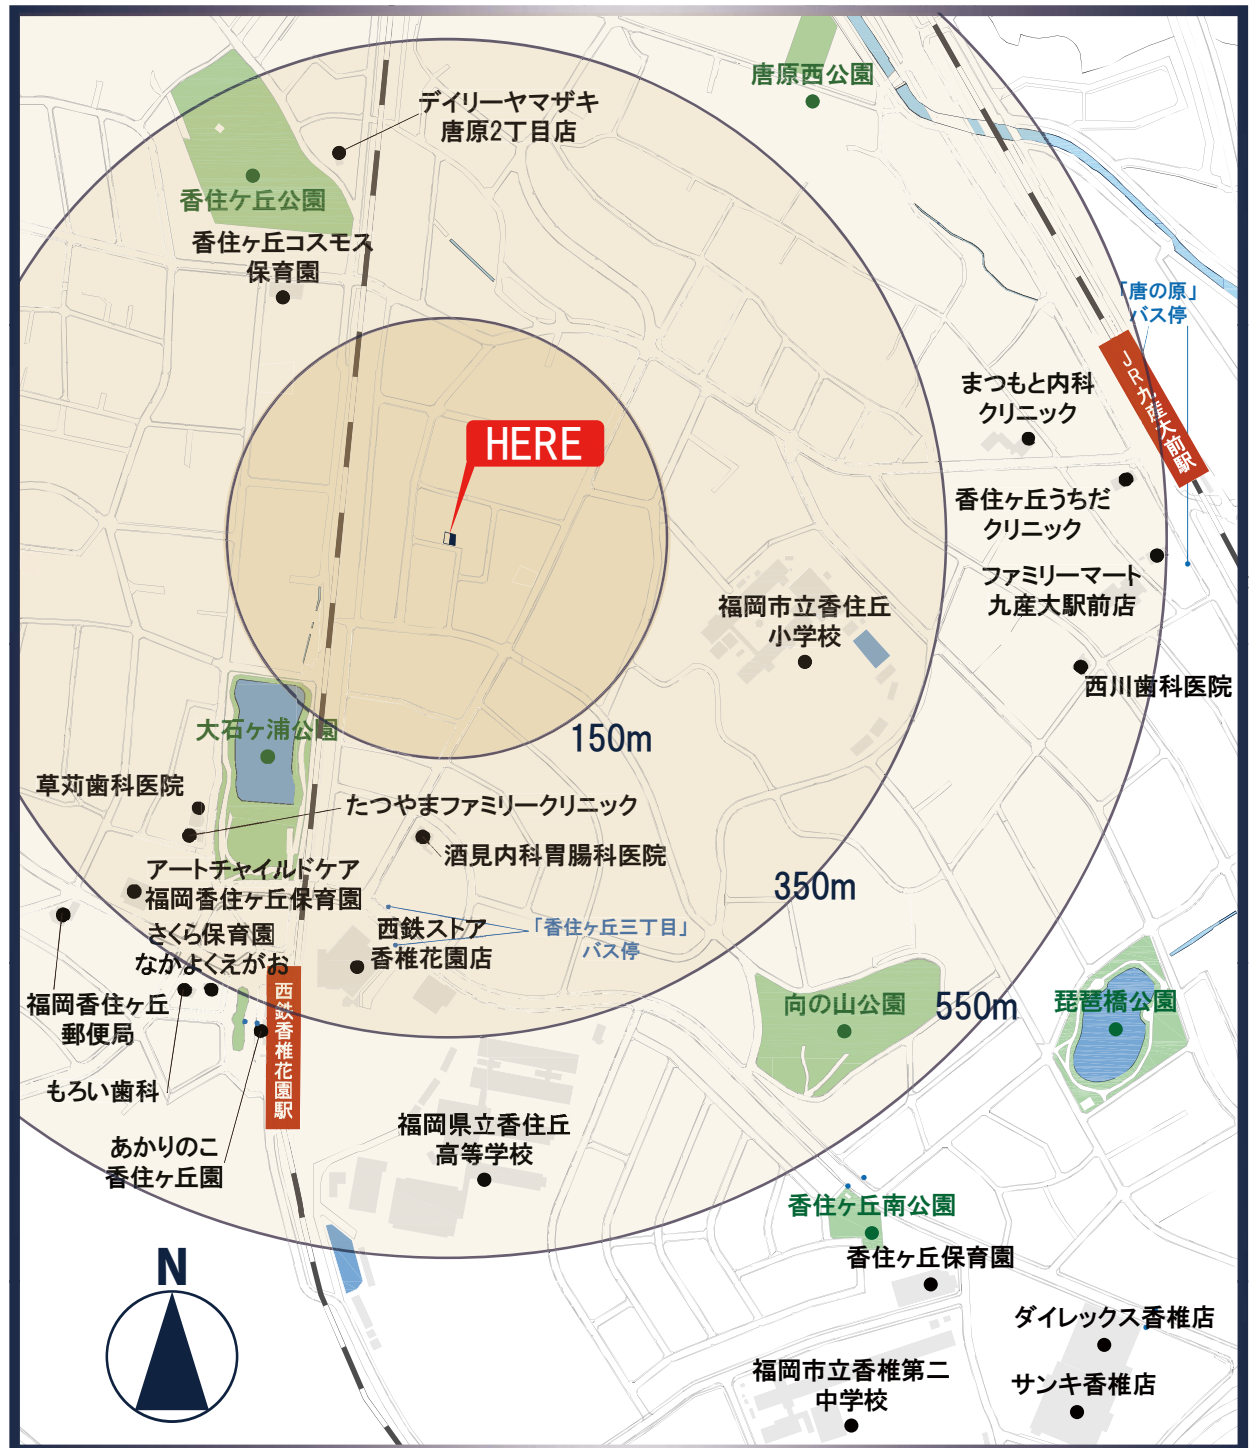 唐原西公園
デイリーヤマザキ
唐原2丁目店
香住ケ丘公園
香住ヶ丘コスモス
保育園
「唐の原」
バス停
JR九産大前駅
まつもと内科
クリニック
HERE
香住ヶ丘うちだ
クリニック
ファミリーマート
九産大駅前店
福岡市立香住丘
小学校
西川歯科医院
大石ヶ浦公園
150m
草苅歯科医院
たつやまファミリークリニック
酒見内科胃腸科医院
アートチャイルドケア
福岡香住ヶ丘保育園
350m
さくら保育園
なかよくえがお
西鉄ストア
香椎花園店
「香住ヶ丘三丁目」
バス停
福岡香住ヶ丘
郵便局
西鉄香椎花園駅
向の山公園
550m
琵琶橋公園
もろい歯科
あかりのこ
香住ヶ丘園
福岡県立香住丘
高等学校
香住ヶ丘南公園
香住ヶ丘保育園
N
ダイレックス香椎店
福岡市立香椎第二
中学校
サンキ香椎店